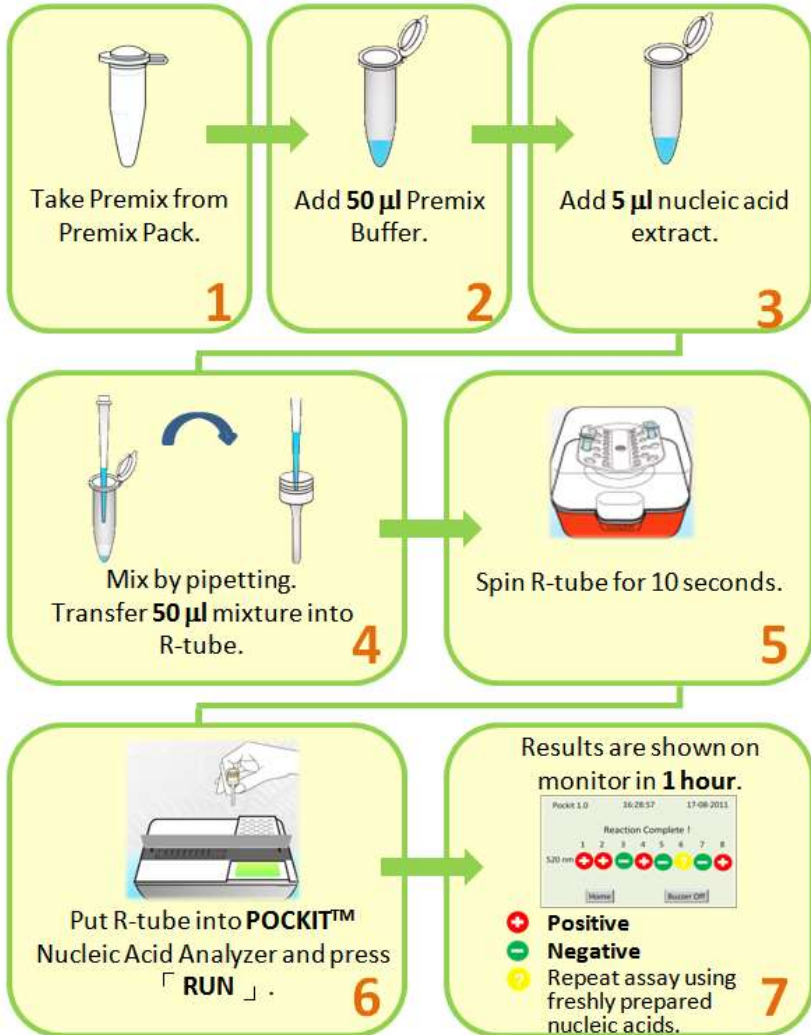 Take Premix from
Premix Pack.
1
Add 50 µl Premix
Buffer.
2
Add 5 µl nucleic acid
extract.
3
Mix by pipetting.
Transfer 50 µl mixture into
R-tube.
4
Spin R-tube for 10 seconds.
5
Put R-tube into POCKIT™
Nucleic Acid Analyzer and press
「 RUN 」.
6
Results are shown on
monitor in 1 hour.
Pockit 1.0 16:28:57 17-08-2011
Reaction Complete !
1 2 3 4 5 6 7 8
520 nm + + − + − ? − +
Home Buzzer Off
+ Positive
− Negative
? Repeat assay using
freshly prepared
nucleic acids.
7